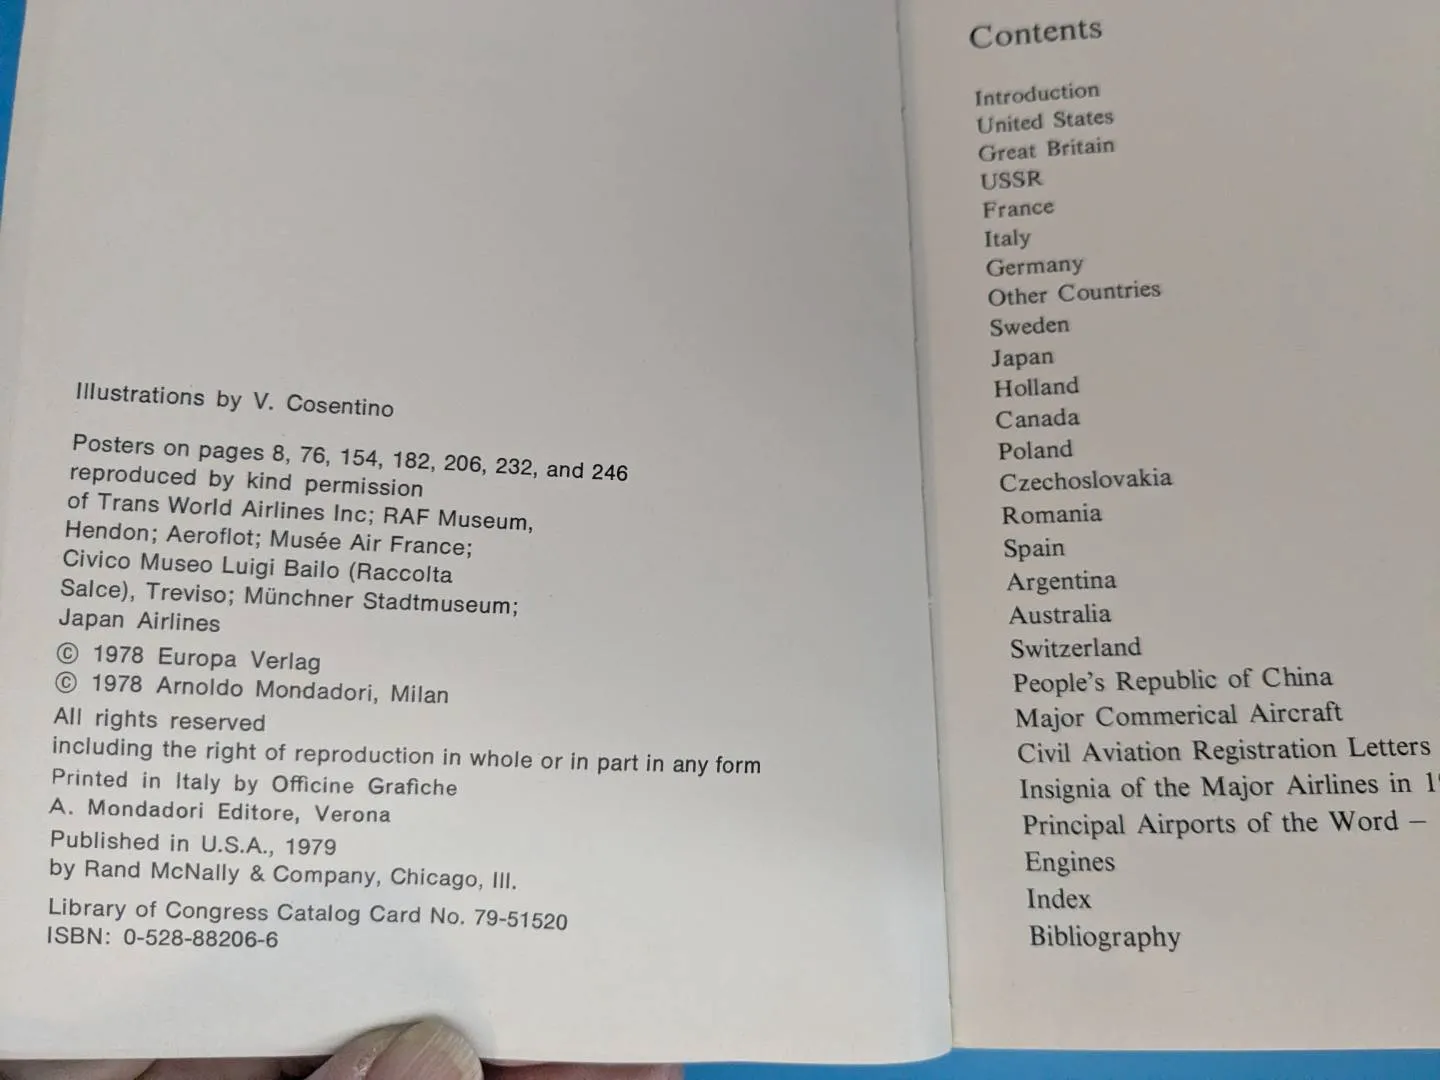 Illustrations by V. Cosentino
Posters on pages 8, 76, 154, 182, 206, 232, and 246
reproduced by kind permission
of Trans World Airlines Inc; RAF Museum,
Hendon; Aeroflot; Musée Air France;
Civico Museo Luigi Bailo (Raccolta
Salce), Treviso; Münchner Stadtmuseum;
Japan Airlines
© 1978 Europa Verlag
© 1978 Arnoldo Mondadori, Milan
All rights reserved
including the right of reproduction in whole or in part in any form
Printed in Italy by Officine Grafiche
A. Mondadori Editore, Verona
Published in U.S.A., 1979
by Rand McNally & Company, Chicago, Ill.
Library of Congress Catalog Card No. 79-51520
ISBN: 0-528-88206-6
Contents
Introduction
United States
Great Britain
USSR
France
Italy
Germany
Other Countries
Sweden
Japan
Holland
Canada
Poland
Czechoslovakia
Romania
Spain
Argentina
Australia
Switzerland
People's Republic of China
Major Commerical Aircraft
Civil Aviation Registration Letters
Insignia of the Major Airlines in
Principal Airports of the Word –
Engines
Index
Bibliography